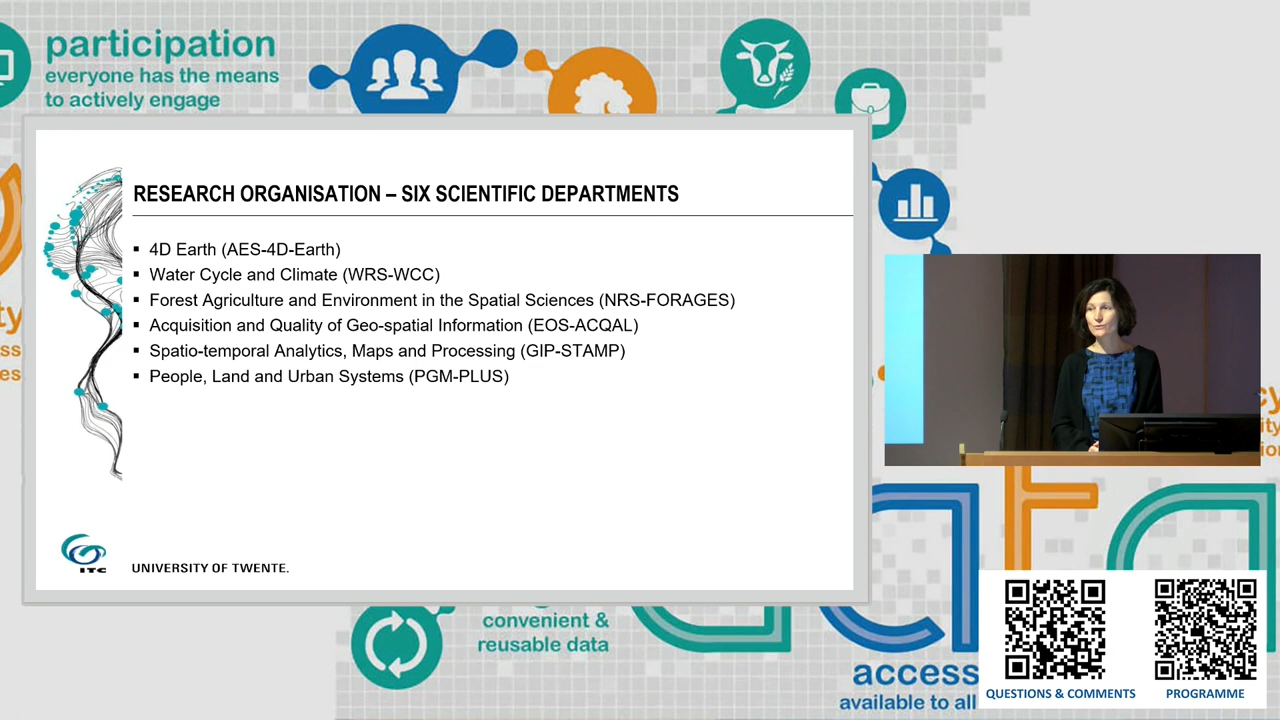 participation
everyone has the means
to actively engage
RESEARCH ORGANISATION – SIX SCIENTIFIC DEPARTMENTS
4D Earth (AES-4D-Earth)
Water Cycle and Climate (WRS-WCC)
Forest Agriculture and Environment in the Spatial Sciences (NRS-FORAGES)
Acquisition and Quality of Geo-spatial Information (EOS-ACQAL)
Spatio-temporal Analytics, Maps and Processing (GIP-STAMP)
People, Land and Urban Systems (PGM-PLUS)
ITC
UNIVERSITY OF TWENTE.
convenient &
reusable data
access
available to all
QUESTIONS & COMMENTS
PROGRAMME